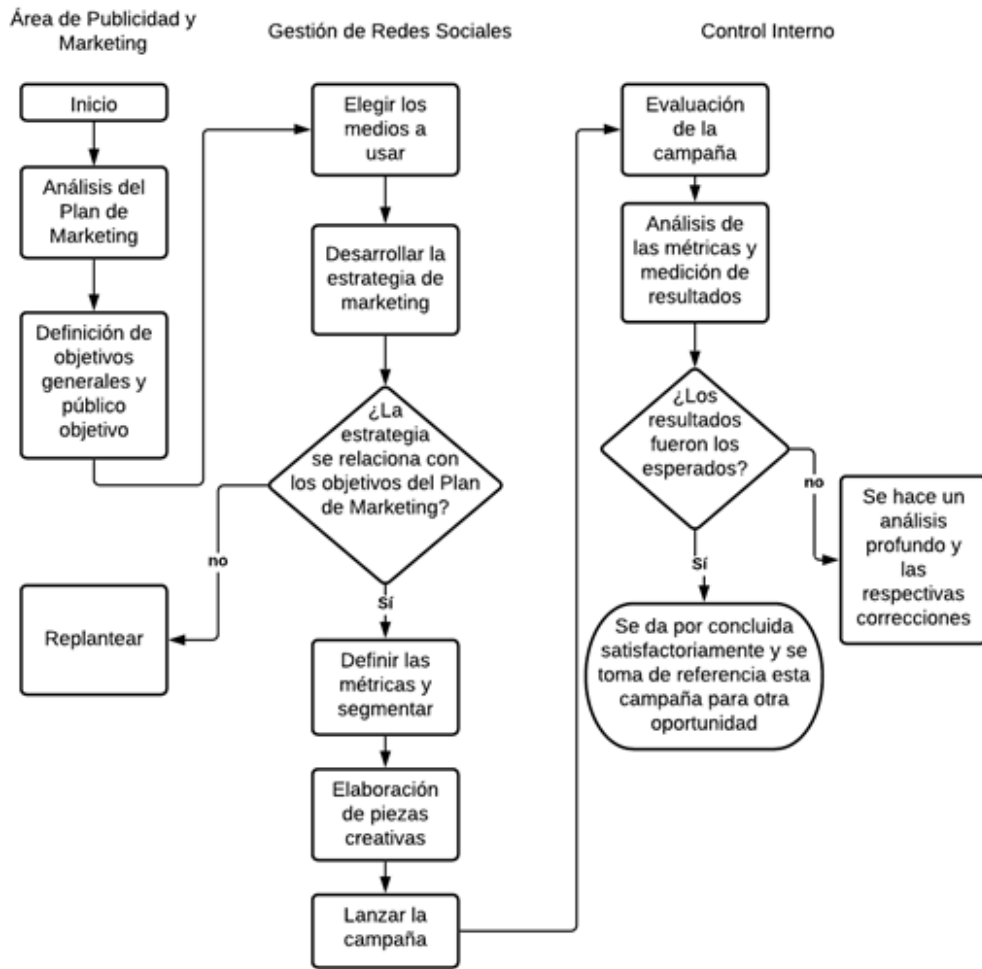 Área de Publicidad y
Marketing
Gestión de Redes Sociales
Control Interno
Inicio
Análisis del
Plan de
Marketing
Definición de
objetivos
generales y
público
objetivo
Elegir los
medios a
usar
Desarrollar la
estrategia de
marketing
¿La
estrategia
se relaciona con
los objetivos del Plan
de Marketing?
no
Replantear
Sí
Definir las
métricas y
segmentar
Elaboración
de piezas
creativas
Lanzar la
campaña
Evaluación
de la
campaña
Análisis de
las métricas y
medición de
resultados
¿Los
resultados
fueron los
esperados?
no
Se hace un
análisis
profundo y
las
respectivas
correcciones
Sí
Se da por concluida
satisfactoriamente y se
toma de referencia esta
campaña para otra
oportunidad